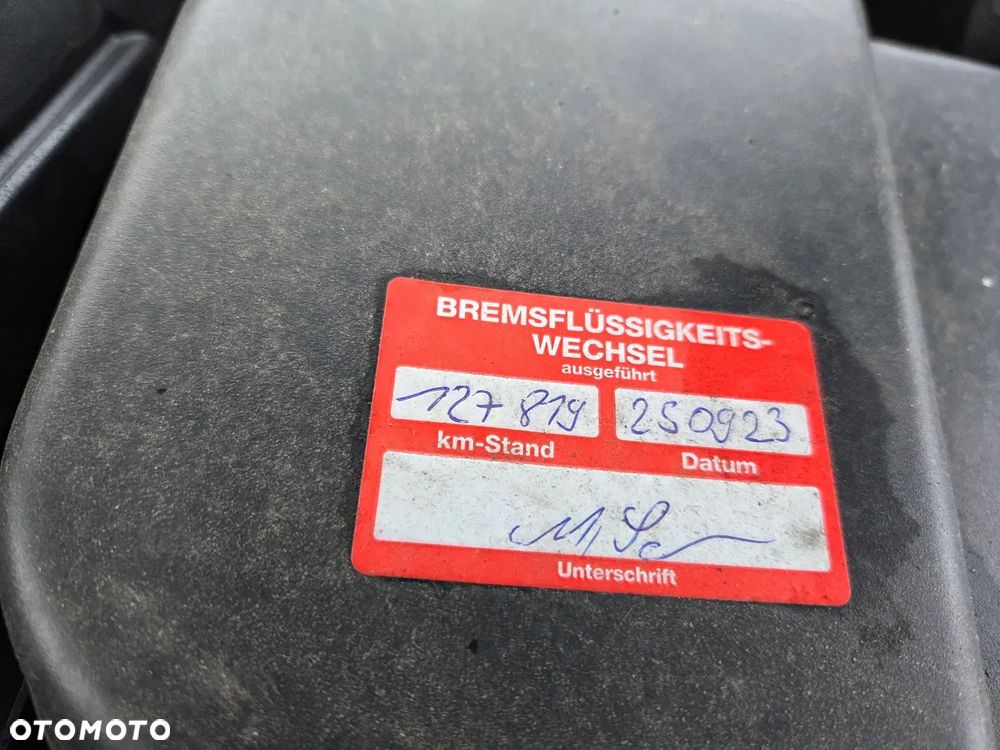 BREMSFLÜSSIGKEITS-
WECHSEL
ausgeführt
127 819 250923
km-Stand Datum
Unterschrift
OTOMOTO